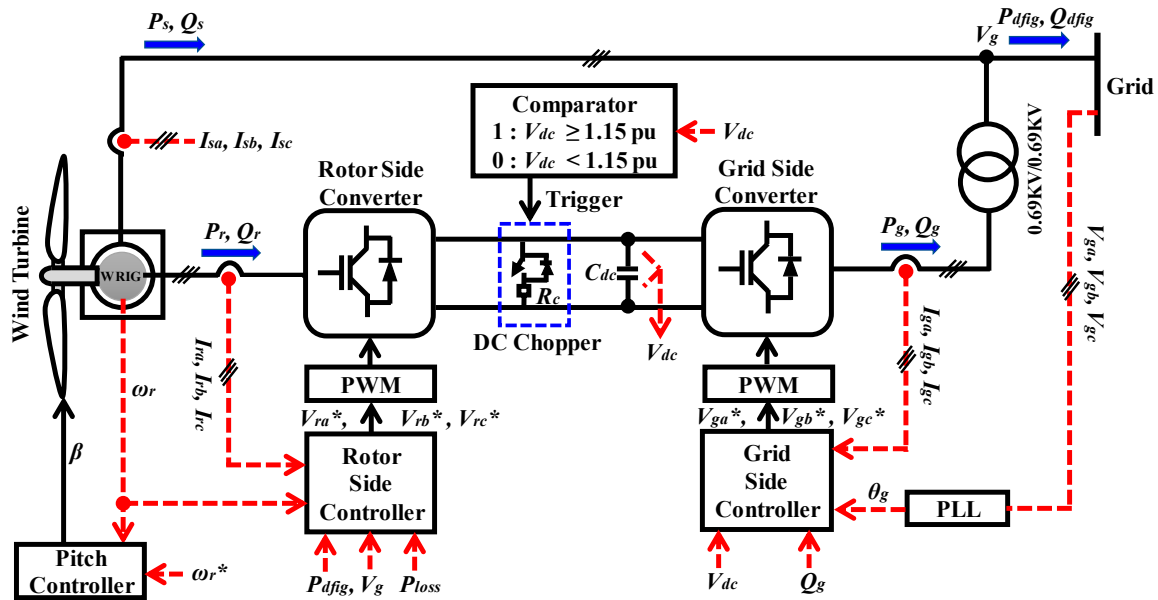 Ps, Qs
Pdfig, Qdfig
Vg
Grid
Comparator
1 : Vdc ≥ 1.15 pu
0 : Vdc < 1.15 pu
Vdc
Isa, Isb, Isc
Rotor Side
Converter
Trigger
Grid Side
Converter
0.69KV/0.69KV
Wind Turbine
WRIG
Pr, Qr
Pg, Qg
Cdc
Rc
DC Chopper
Vdc
Vga, Vgb, Vgc
Ira, Irb, Irc
Iga, Igb, Igc
ωr
PWM
PWM
Vra*, Vrb*, Vrc*
Vga*, Vgb*, Vgc*
β
Rotor
Side
Controller
Grid
Side
Controller
θg
PLL
Pitch
Controller
ωr*
Pdfig, Vg
Ploss
Vdc
Qg